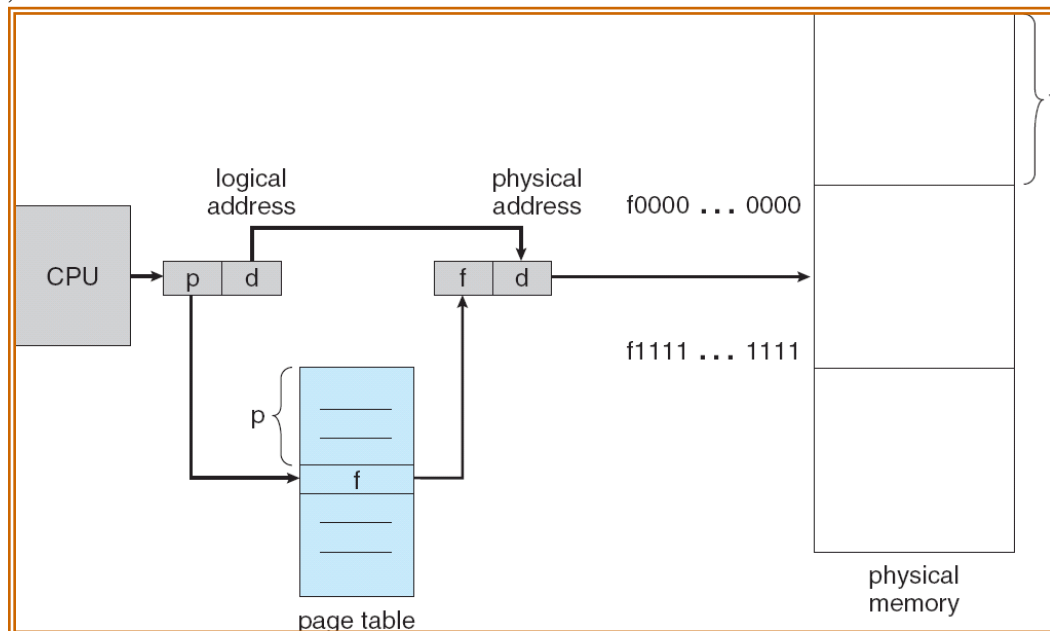 logical
address
physical
address
f0000 ... 0000
CPU
p d
f d
f1111 ... 1111
p
f
page table
physical
memory